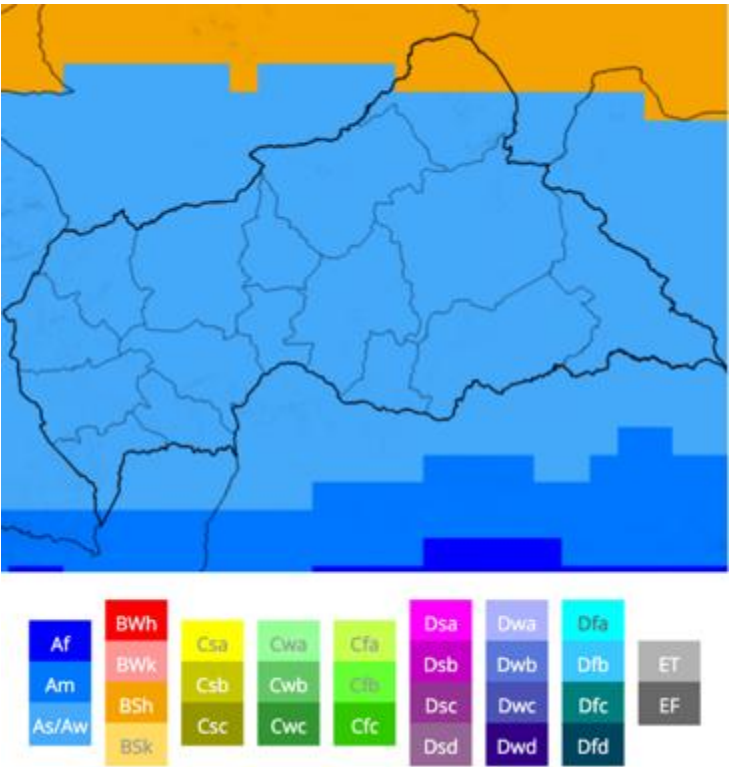 Af
Am
As/Aw
BWh
BWk
BSh
BSk
Csa
Csb
Csc
Cwa
Cwb
Cwc
Cfa
Cfb
Cfc
Dsa
Dsb
Dsc
Dsd
Dwa
Dwb
Dwc
Dwd
Dfa
Dfb
Dfc
Dfd
ET
EF